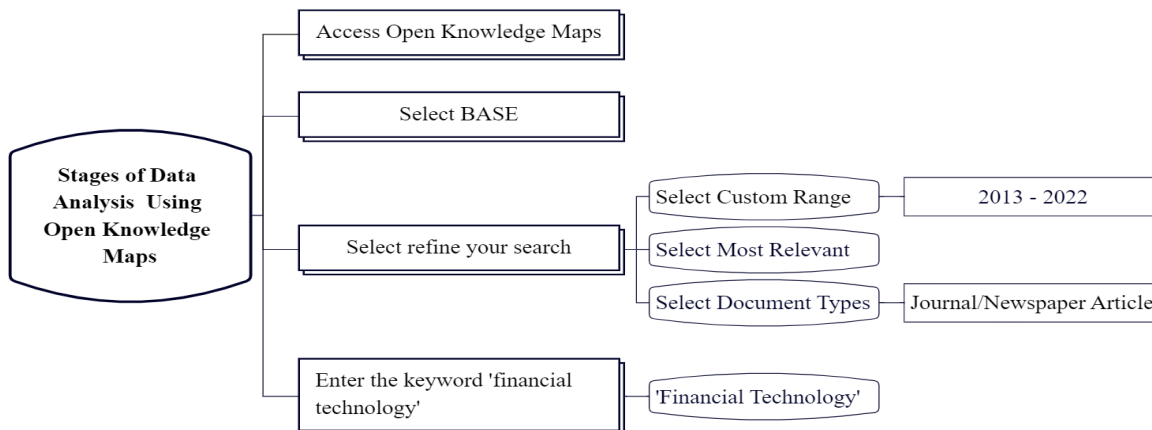 Stages of Data
Analysis Using
Open Knowledge
Maps
Access Open Knowledge Maps
Select BASE
Select refine your search
Select Custom Range
2013 - 2022
Select Most Relevant
Select Document Types
Journal/Newspaper Article
Enter the keyword 'financial
technology'
'Financial Technology'